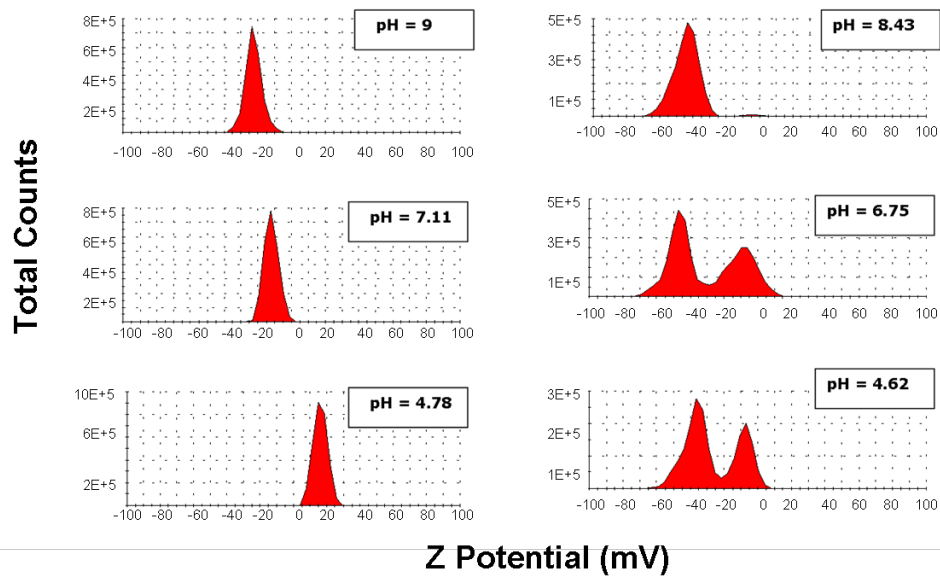 Total Counts
8E+5
6E+5
4E+5
2E+5
pH = 9
-100 -80 -60 -40 -20 0 20 40 60 80 100
5E+5
3E+5
1E+5
pH = 8.43
-100 -80 -60 -40 -20 0 20 40 60 80 100
8E+5
6E+5
4E+5
2E+5
pH = 7.11
-100 -80 -60 -40 -20 0 20 40 60 80 100
5E+5
3E+5
1E+5
pH = 6.75
-100 -80 -60 -40 -20 0 20 40 60 80 100
10E+5
6E+5
2E+5
pH = 4.78
-100 -80 -60 -40 -20 0 20 40 60 80 100
3E+5
2E+5
1E+5
pH = 4.62
-100 -80 -60 -40 -20 0 20 40 60 80 100
Z Potential (mV)